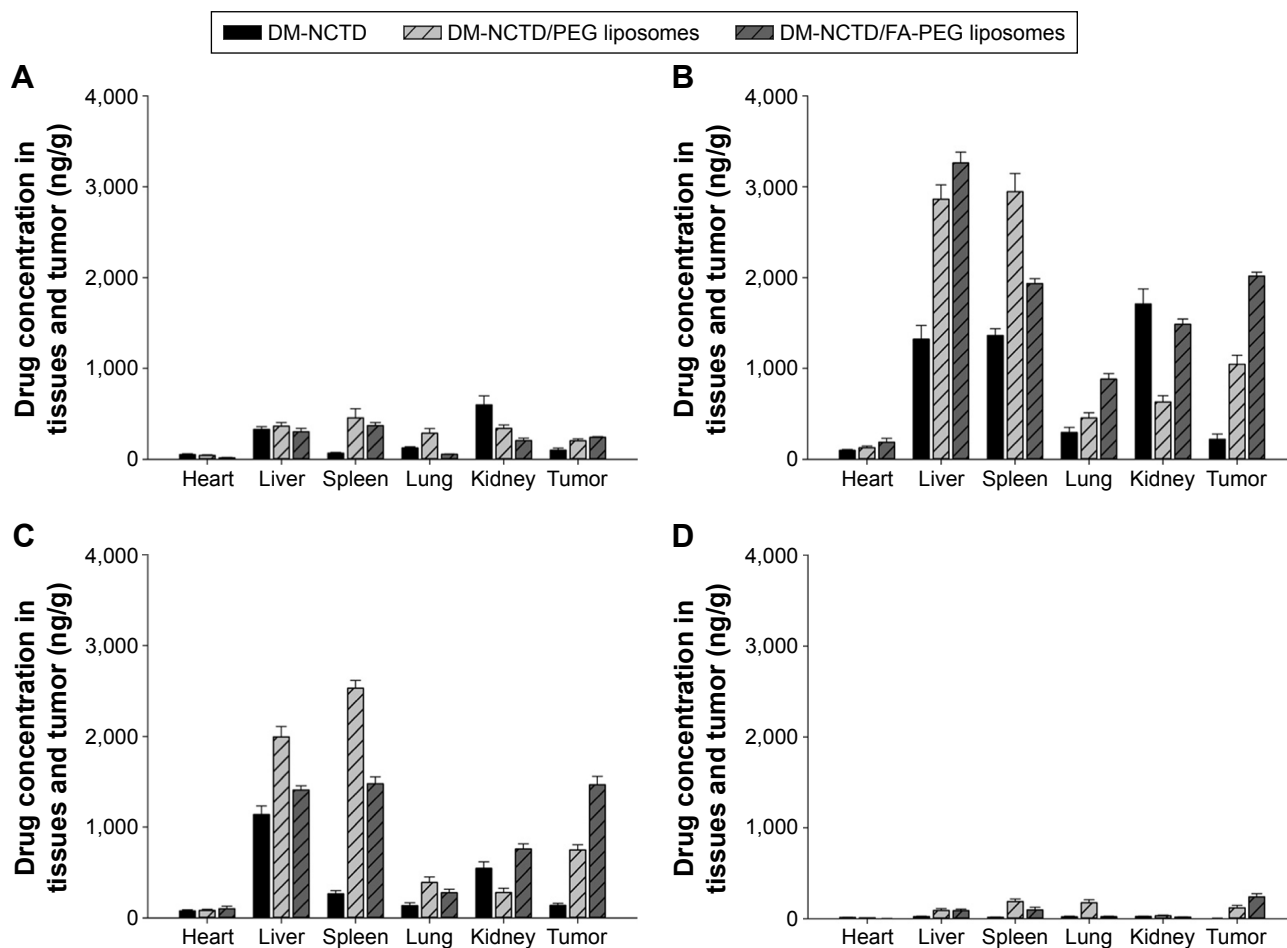 DM-NCTD DM-NCTD/PEG liposomes DM-NCTD/FA-PEG liposomes
A
Drug concentration in
tissues and tumor (ng/g)
4,000
3,000
2,000
1,000
0
Heart Liver Spleen Lung Kidney Tumor
B
Drug concentration in
tissues and tumor (ng/g)
4,000
3,000
2,000
1,000
0
Heart Liver Spleen Lung Kidney Tumor
C
Drug concentration in
tissues and tumor (ng/g)
4,000
3,000
2,000
1,000
0
Heart Liver Spleen Lung Kidney Tumor
D
Drug concentration in
tissues and tumor (ng/g)
4,000
3,000
2,000
1,000
0
Heart Liver Spleen Lung Kidney Tumor